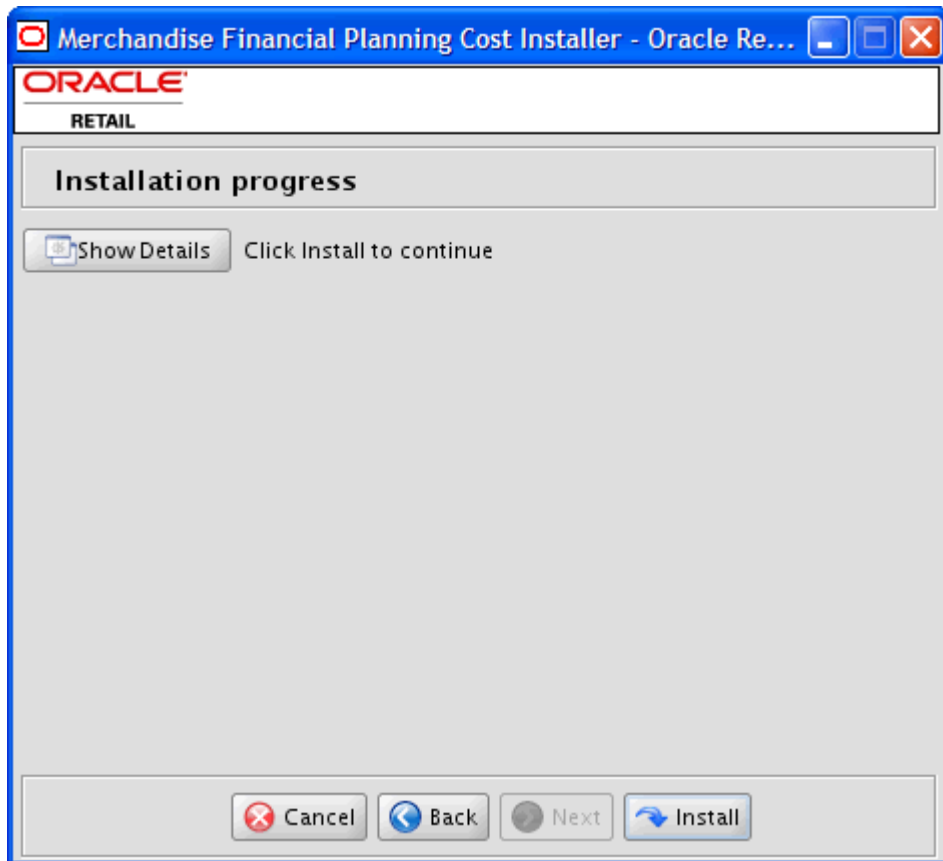 Merchandise Financial Planning Cost Installer - Oracle Re...
ORACLE
RETAIL
Installation progress
Show Details Click Install to continue
Cancel Back Next Install